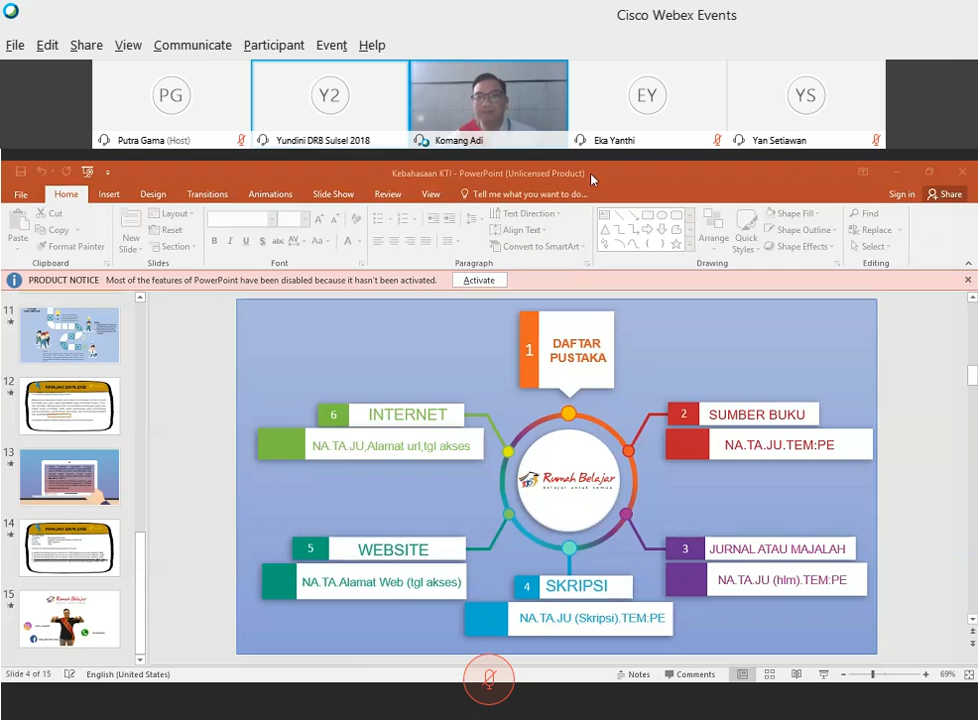 Cisco Webex Events
File Edit Share View Communicate Participant Event Help
PG
Y2
EY
YS
Putra Gama (Host)
Yundini DRB Sulsel 2018
Komang Adi
Eka Yanthi
Yan Setiawan
Kebahasaan KTI - PowerPoint (Unlicensed Product)
File Home Insert Design Transitions Animations Slide Show Review View Tell me what you want to do... Sign in Share
Paste
Cut
Copy
Format Painter
Clipboard
New Slide
Layout
Reset
Section
Slides
B I U S abc AV Aa A
Font
Text Direction
Align Text
Convert to SmartArt
Paragraph
Arrange
Quick Styles
Shape Fill
Shape Outline
Shape Effects
Drawing
Find
Replace
Select
Editing
PRODUCT NOTICE Most of the features of PowerPoint have been disabled because it hasn't been activated. Activate
11
12
13
14
15
1
DAFTAR
PUSTAKA
6 INTERNET
NA.TA.JU,Alamat url,tgl akses
2 SUMBER BUKU
NA.TA.JU.TEM:PE
Rumah Belajar
belajar untuk semua
5 WEBSITE
NA.TA.Alamat Web (tgl akses)
3 JURNAL ATAU MAJALAH
NA.TA.JU (hlm).TEM:PE
4 SKRIPSI
NA.TA.JU (Skripsi).TEM:PE
Rumah Belajar
Slide 4 of 15 English (United States) Notes Comments 69%